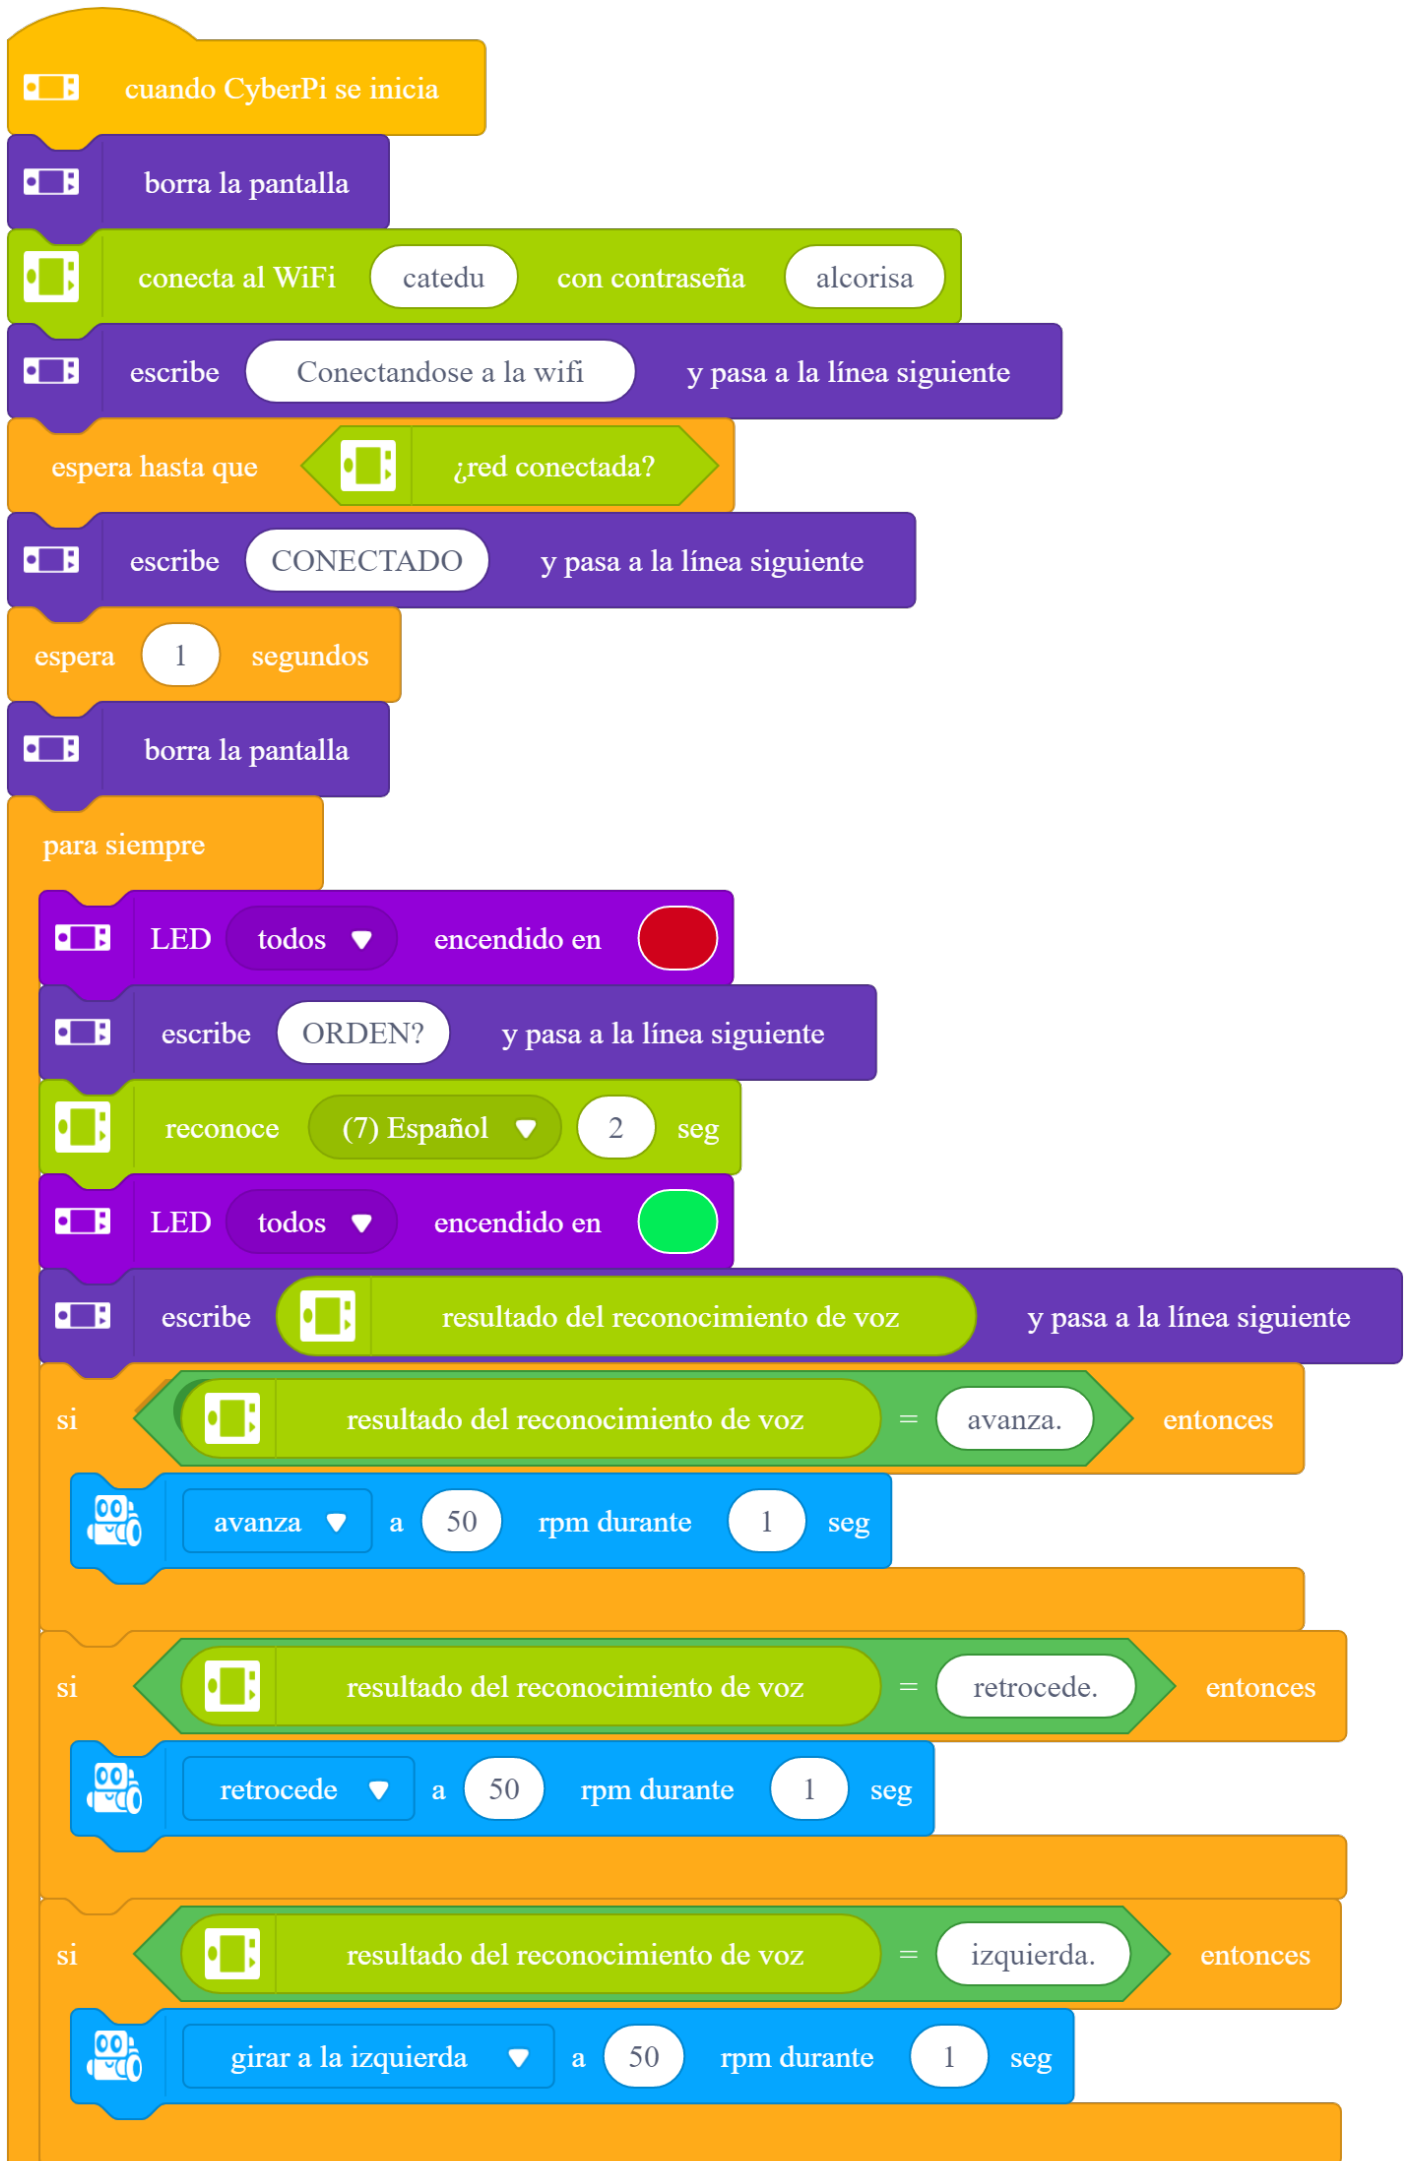 cuando CyberPi se inicia
borra la pantalla
conecta al WiFi catedu con contraseña alcorisa
escribe Conectandose a la wifi y pasa a la línea siguiente
espera hasta que ¿red conectada?
escribe CONECTADO y pasa a la línea siguiente
espera 1 segundos
borra la pantalla
para siempre
LED todos encendido en
escribe ORDEN? y pasa a la línea siguiente
reconoce (7) Español 2 seg
LED todos encendido en
escribe resultado del reconocimiento de voz y pasa a la línea siguiente
si resultado del reconocimiento de voz = avanza. entonces
avanza a 50 rpm durante 1 seg
si resultado del reconocimiento de voz = retrocede. entonces
retrocede a 50 rpm durante 1 seg
si resultado del reconocimiento de voz = izquierda. entonces
girar a la izquierda a 50 rpm durante 1 seg